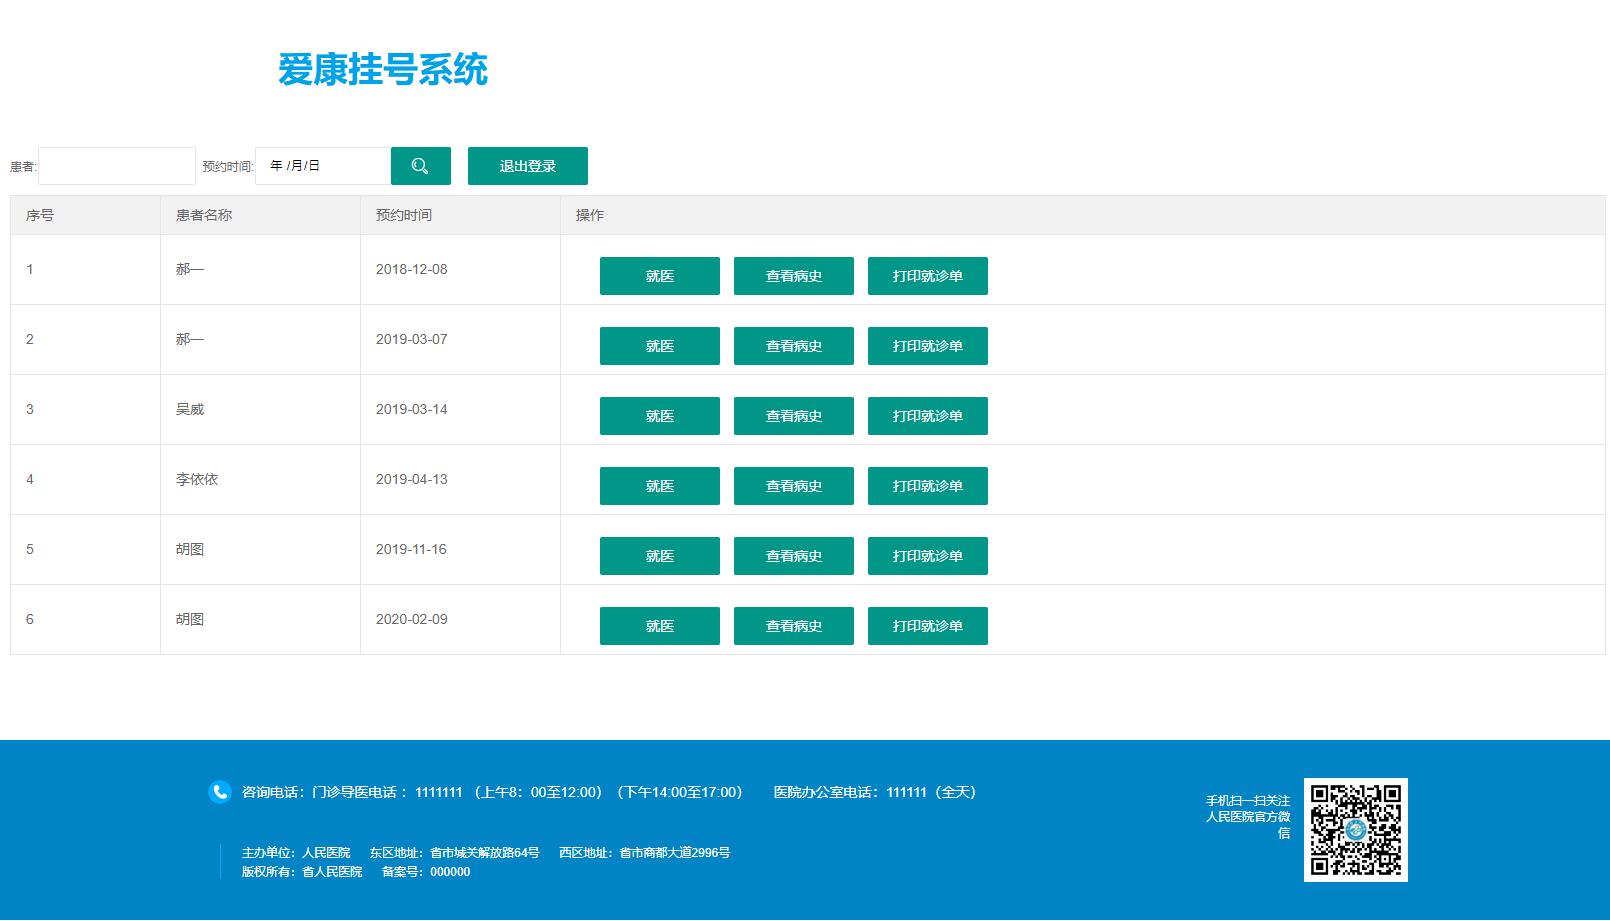 爱康挂号系统
患者: 预约时间: 年 /月/日 退出登录
序号 患者名称 预约时间 操作
1 郝一 2018-12-08 就医 查看病史 打印就诊单
2 郝一 2019-03-07 就医 查看病史 打印就诊单
3 吴威 2019-03-14 就医 查看病史 打印就诊单
4 李依依 2019-04-13 就医 查看病史 打印就诊单
5 胡图 2019-11-16 就医 查看病史 打印就诊单
6 胡图 2020-02-09 就医 查看病史 打印就诊单
咨询电话：门诊导医电话 ：1111111 （上午8：00至12:00）（下午14:00至17:00） 医院办公室电话：111111（全天）
主办单位：人民医院 东区地址：省市城关解放路64号 西区地址：省市商都大道2996号
版权所有：省人民医院 备案号：000000
手机扫一扫关注
人民医院官方微
信